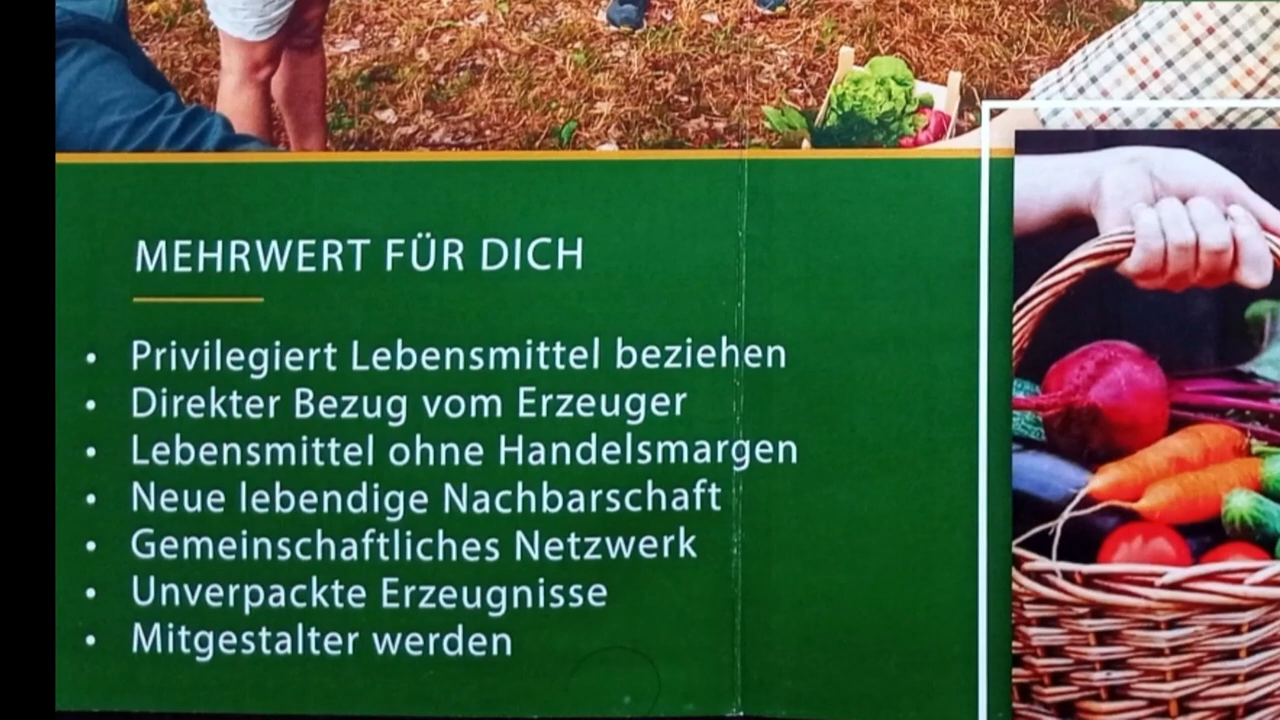 MEHRWERT FÜR DICH
• Privilegiert Lebensmittel beziehen
• Direkter Bezug vom Erzeuger
• Lebensmittel ohne Handelsmargen
• Neue lebendige Nachbarschaft
• Gemeinschaftliches Netzwerk
• Unverpackte Erzeugnisse
• Mitgestalter werden